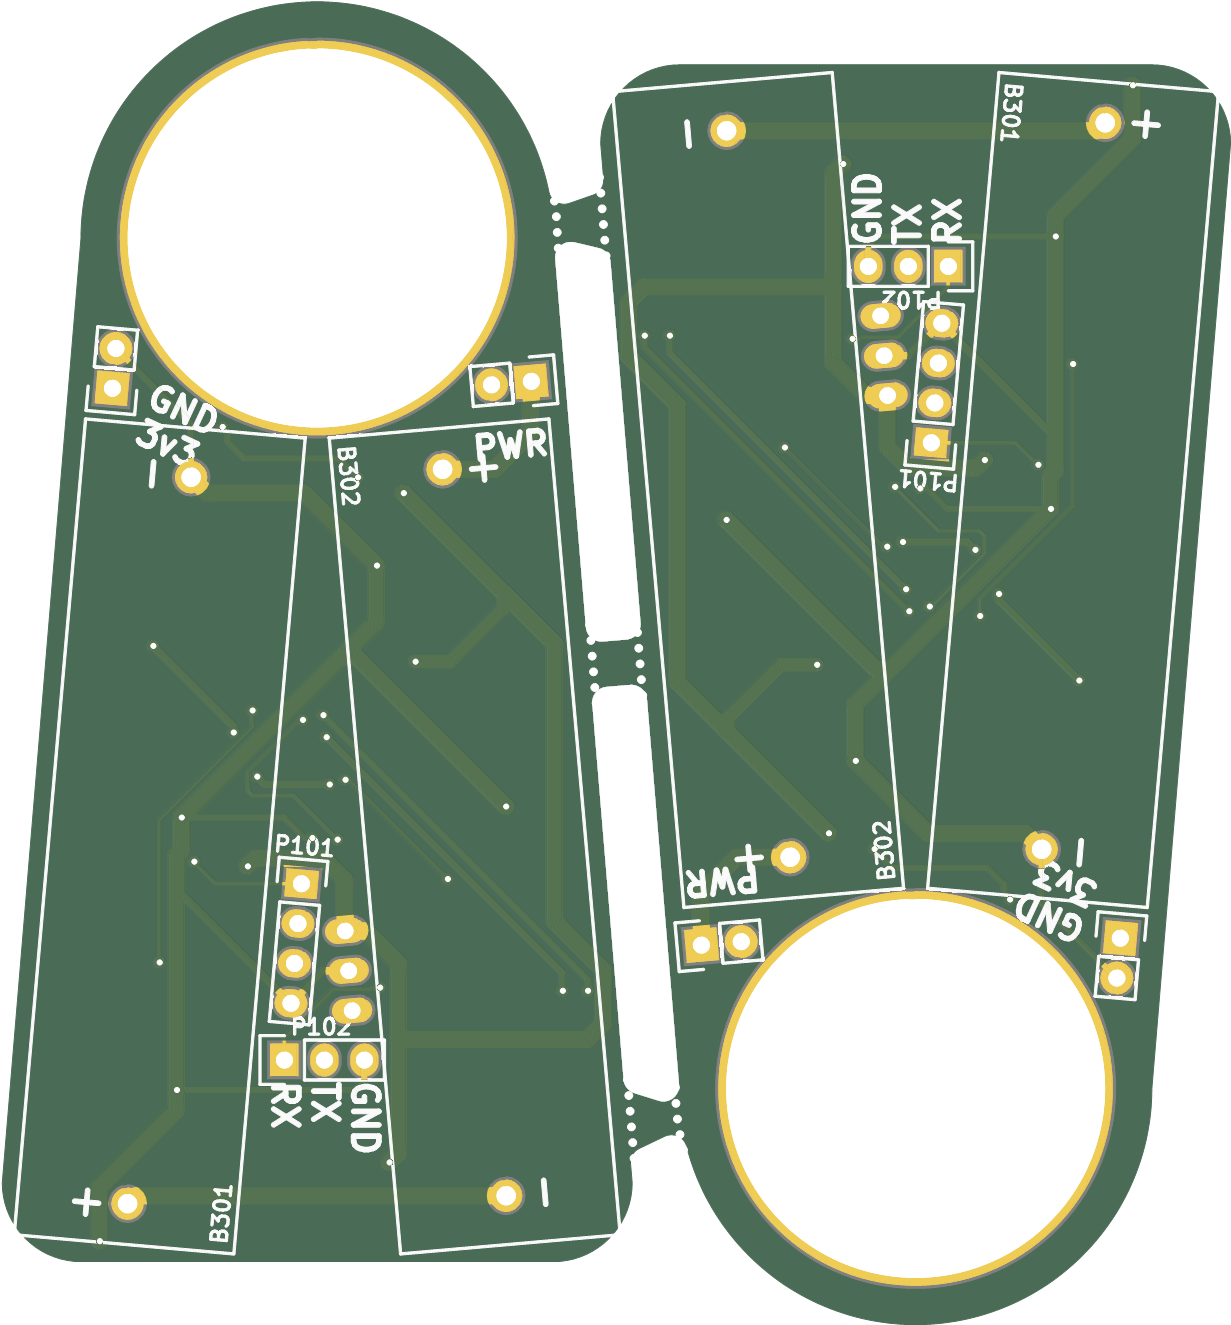 GND
3v3
−
B302
PWR
+
P101
P102
RX
TX
GND
+
B301
−
−
B301
+
GND
TX
RX
P102
P101
B302
+
PWR
−
3v3
GND